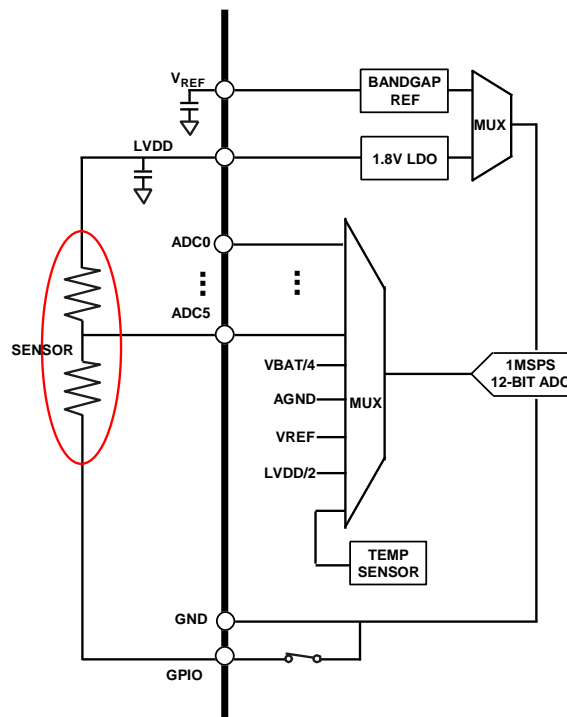 VREF
BANDGAP
REF
MUX
LVDD
1.8V LDO
ADC0
ADC5
SENSOR
VBAT/4
AGND
MUX
VREF
LVDD/2
1MSPS
12-BIT ADC
TEMP
SENSOR
GND
GPIO